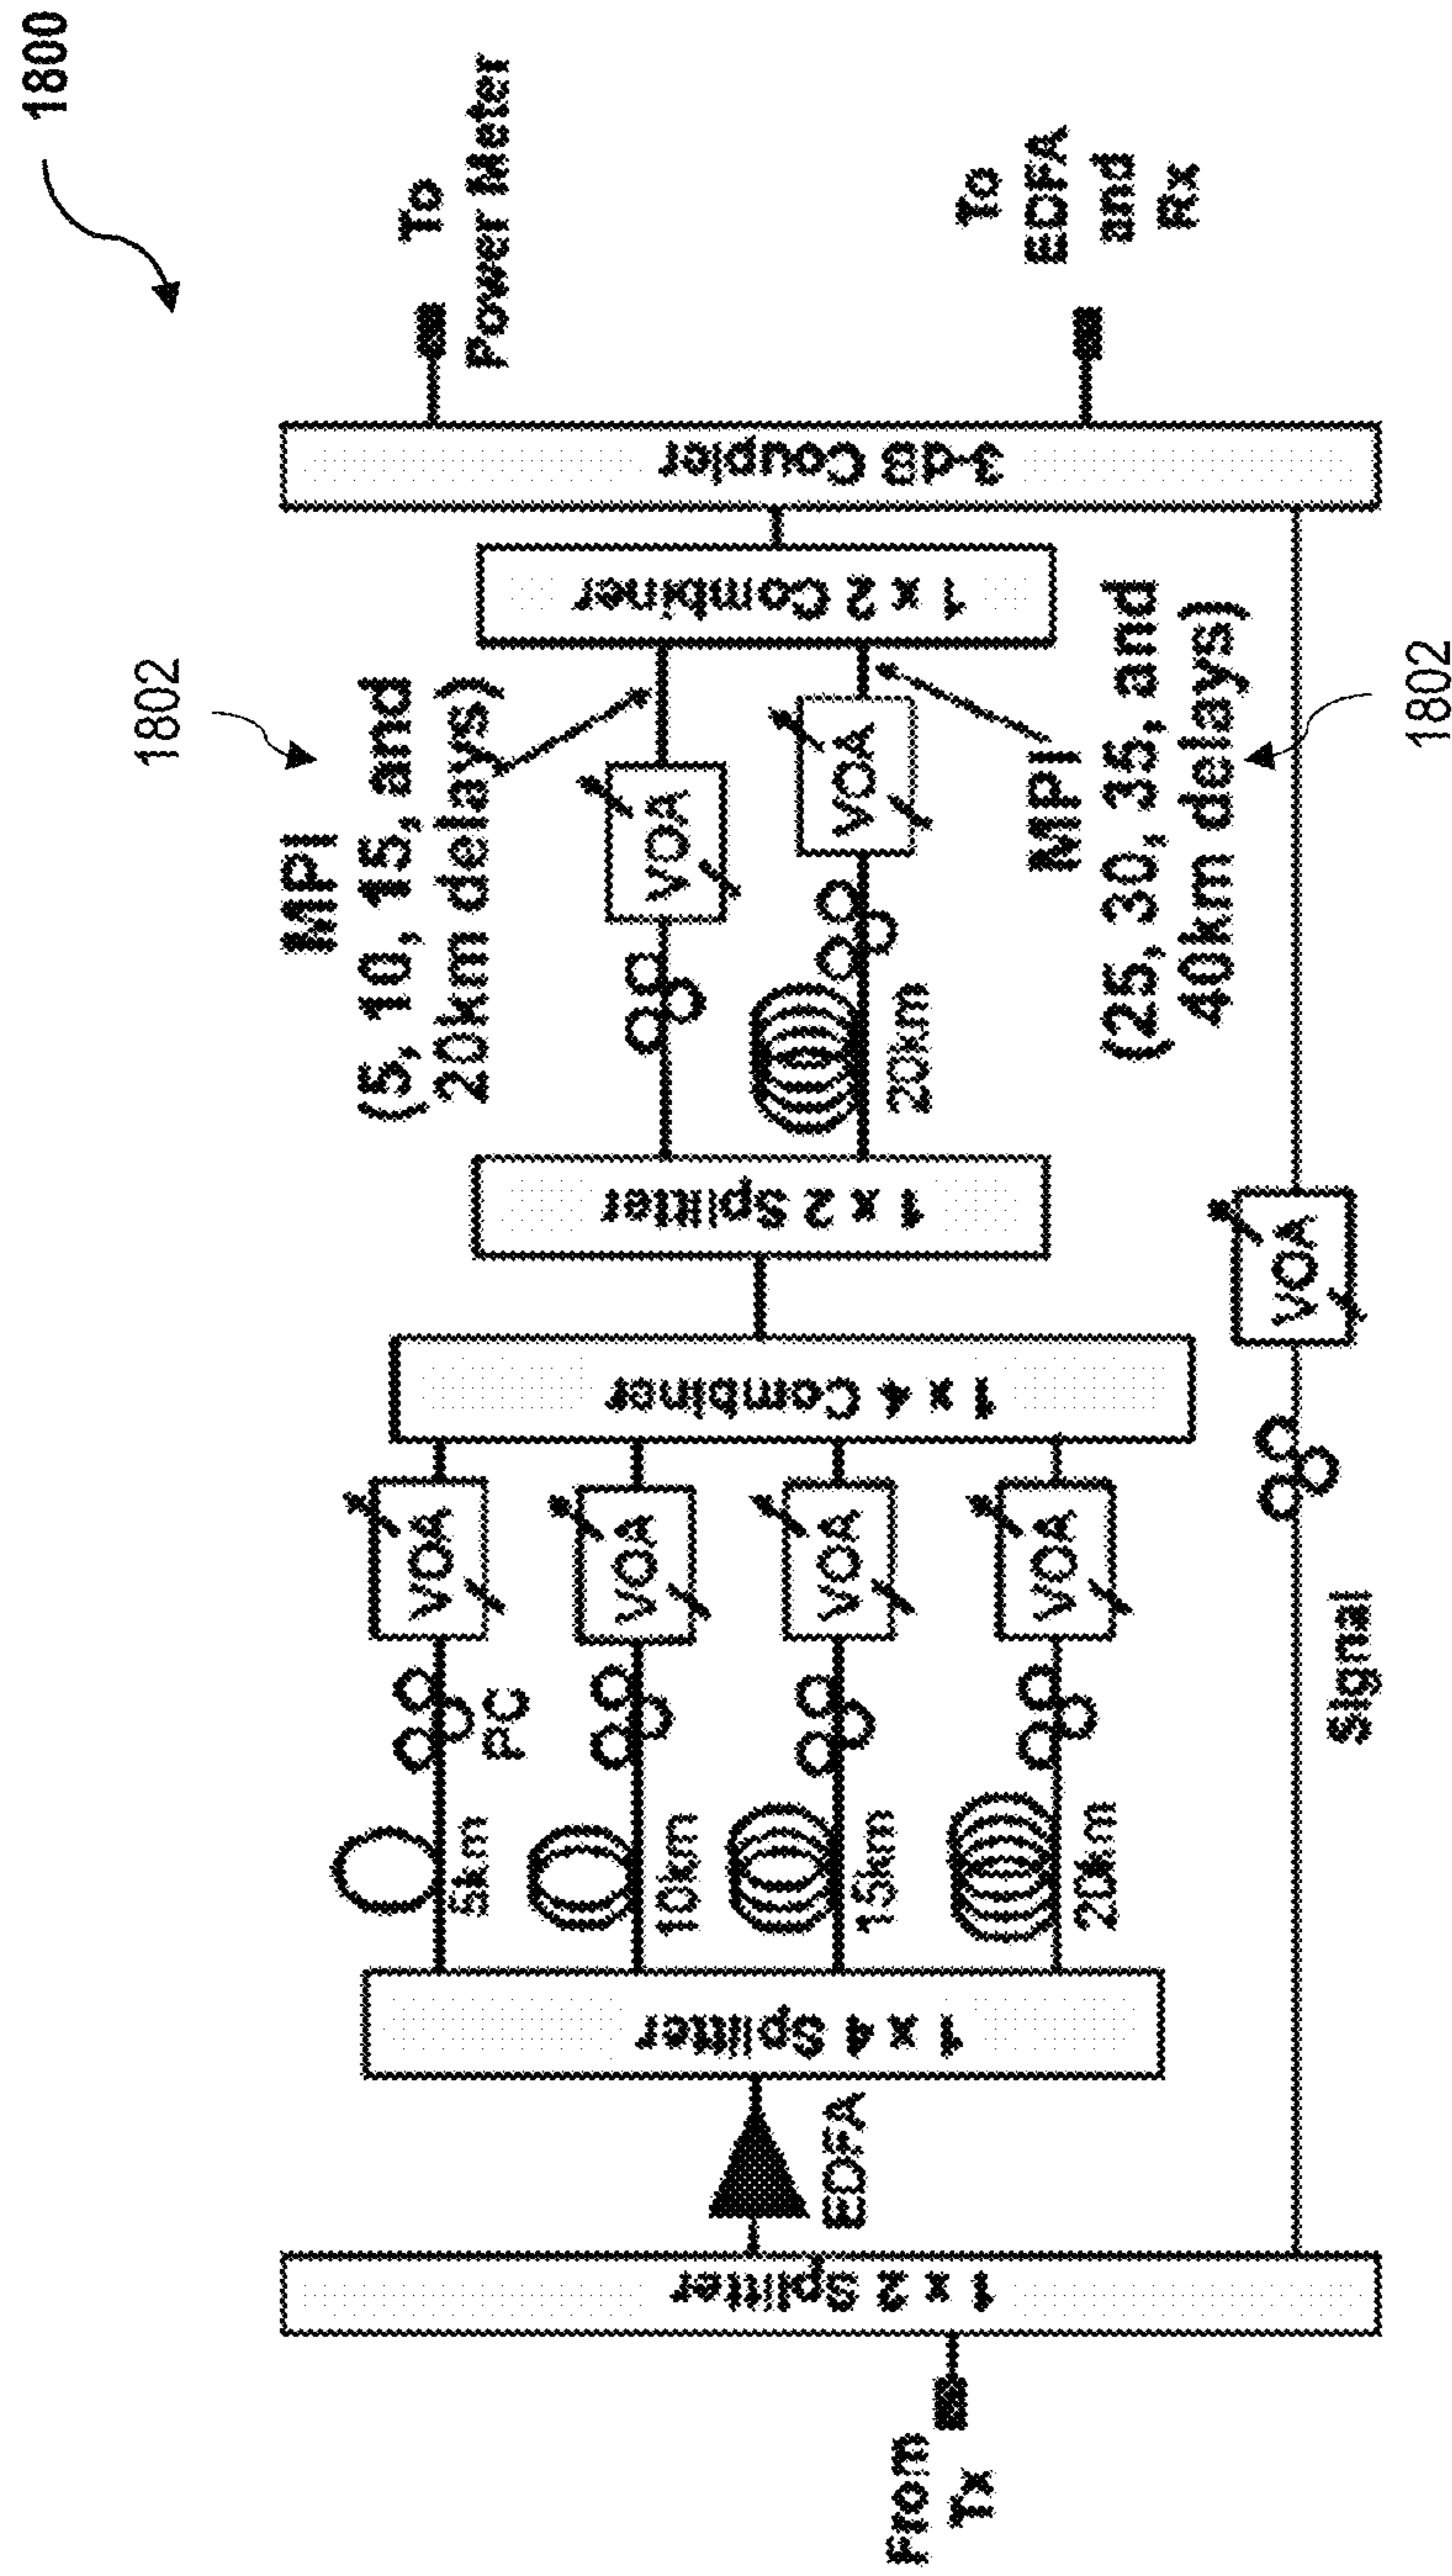 1800
From
Tx
1 x 2 Splitter
EDFA
1 x 4 Splitter
5km
PC
VOA
10km
VOA
15km
VOA
20km
VOA
1 x 4 Combiner
1 x 2 Splitter
1802
MPI
(5, 10, 15, and
20km delays)
VOA
20km
VOA
MPI
(25, 30, 35, and
40km delays)
1802
1 x 2 Combiner
Signal
VOA
3-dB Coupler
To
Power Meter
To
EDFA
and
Rx